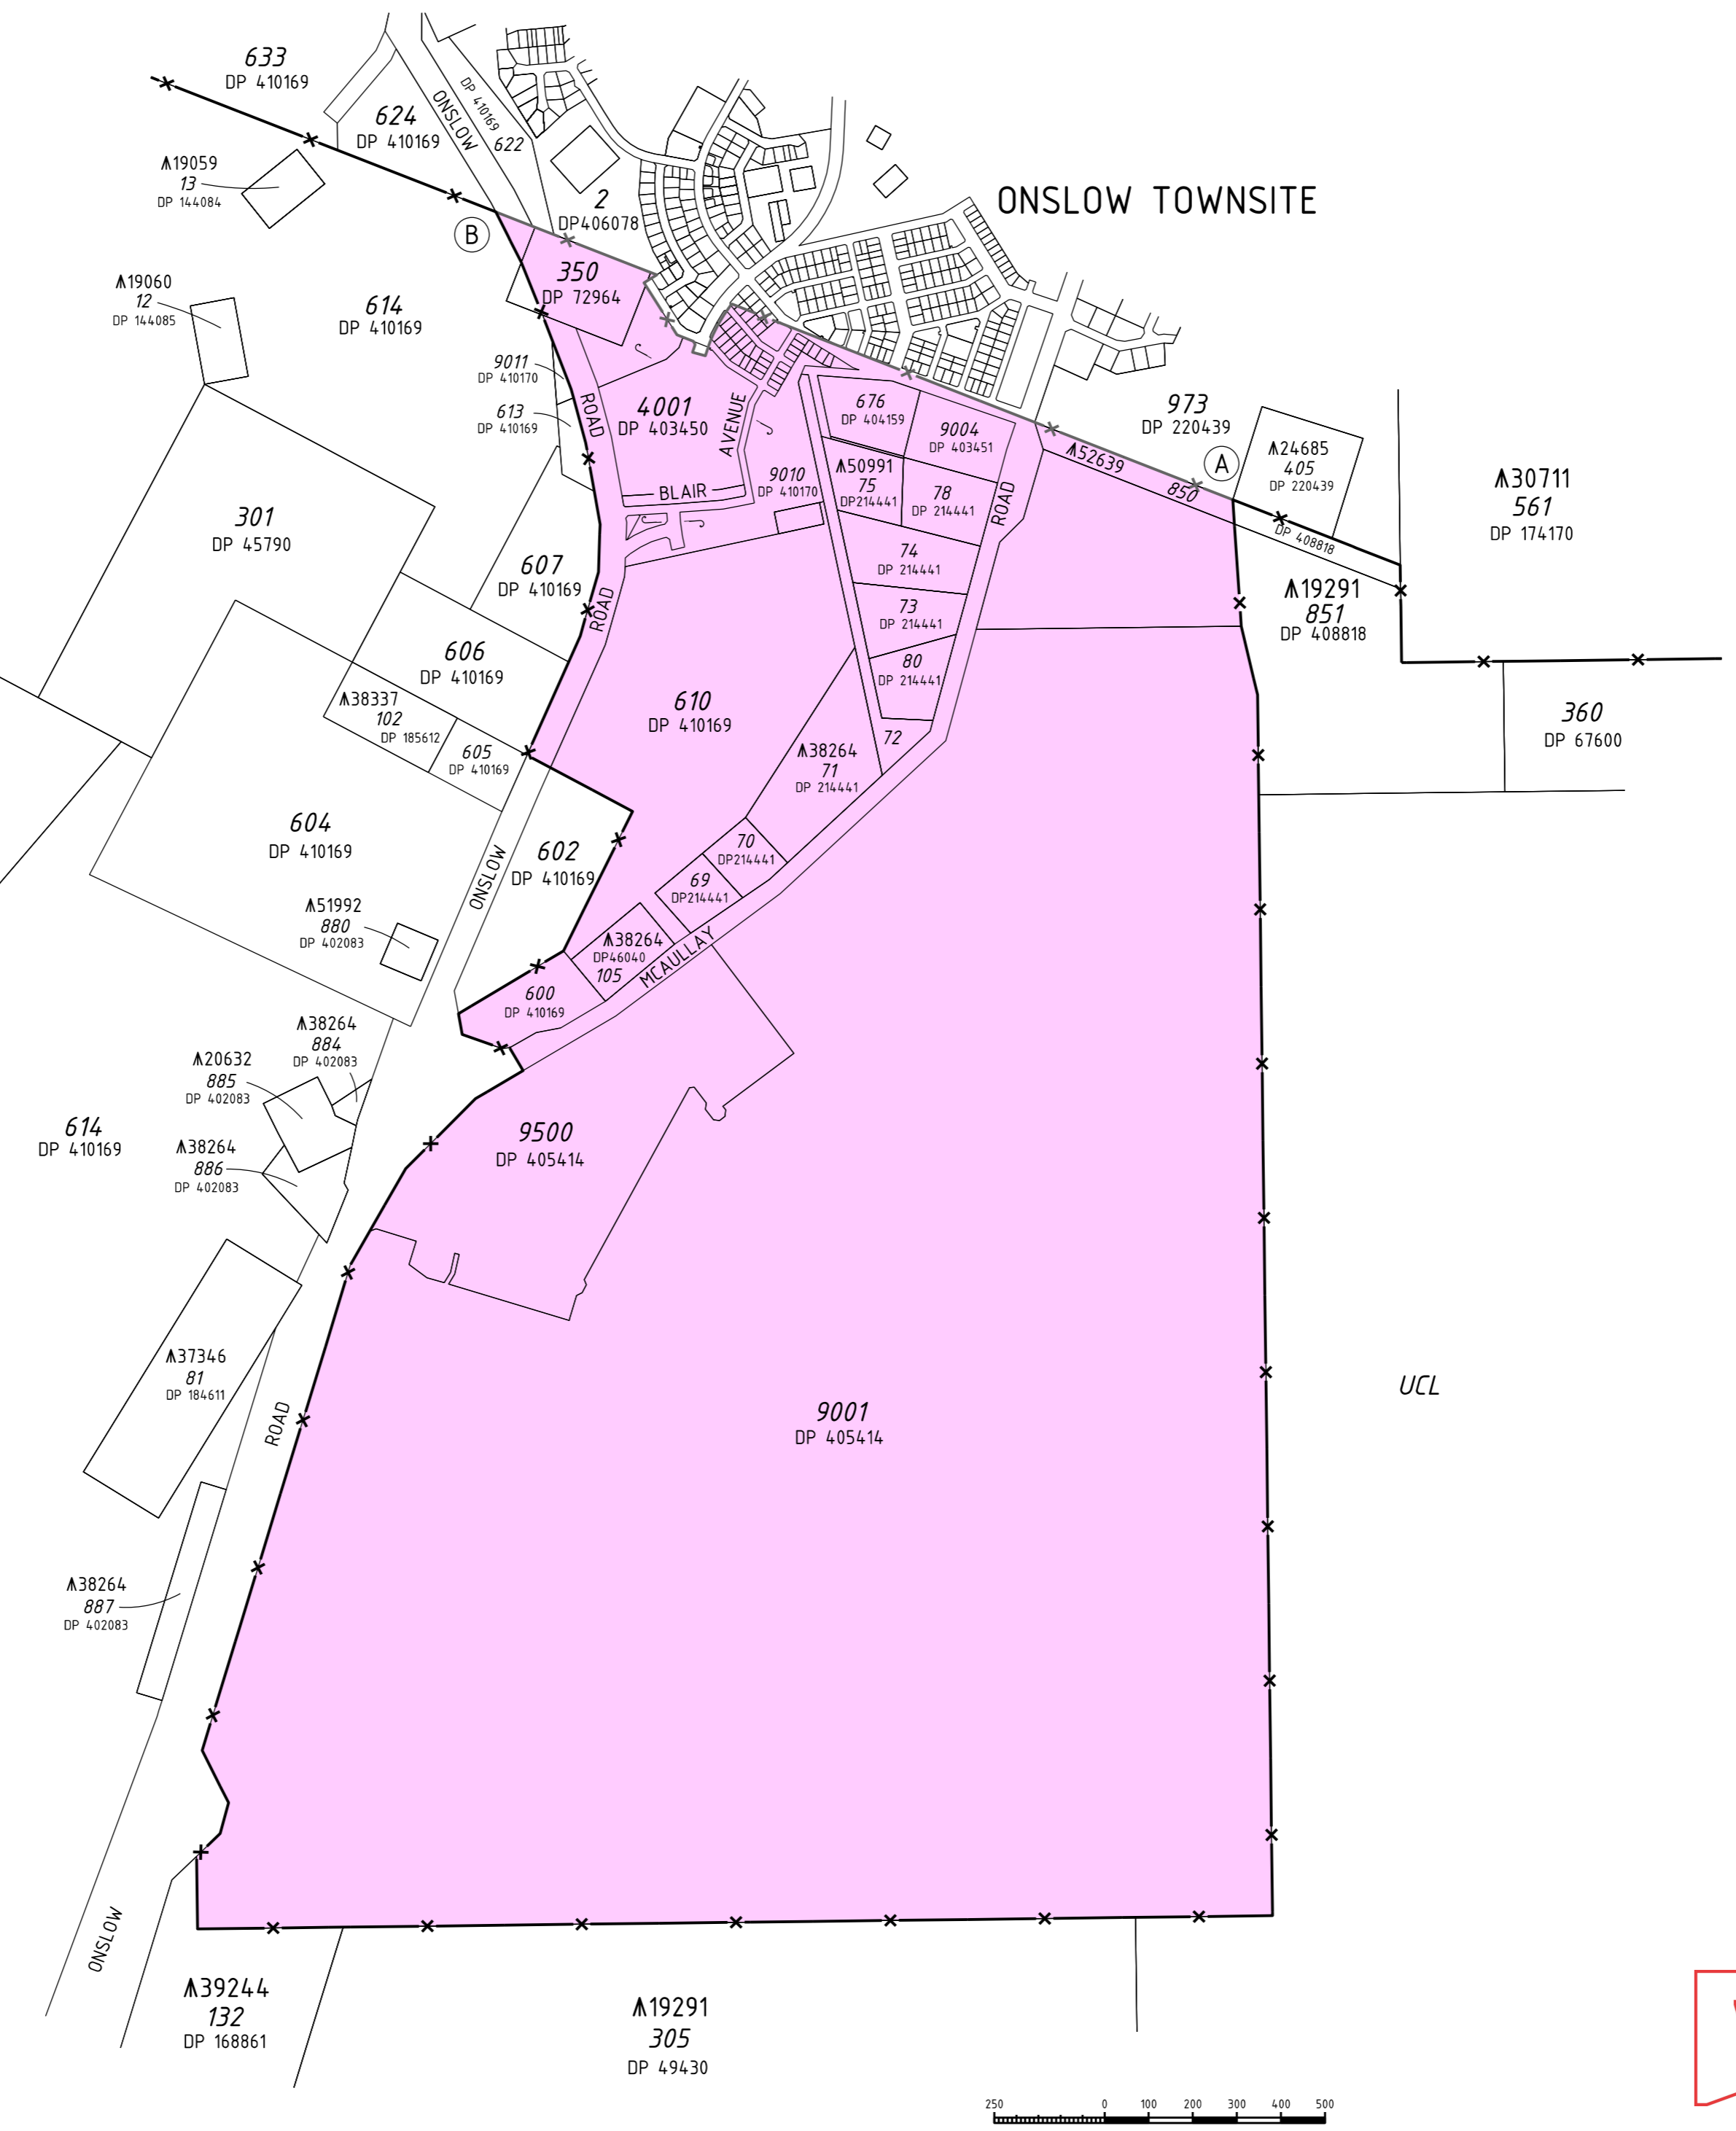 633
DP 410169
624
DP 410169
ONSLOW
DP 410169
622
19059
13
DP 144084
2
DP406078
ONSLOW TOWNSITE
B
350
DP 72964
19060
12
DP 144085
614
DP 410169
9011
DP 410170
613
DP 410169
ROAD
4001
DP 403450
AVENUE
676
DP 404159
9004
DP 403451
973
DP 220439
52639
A
24685
405
DP 220439
850
DP 408818
30711
561
DP 174170
BLAIR
9010
DP 410170
50991
75
DP214441
78
DP 214441
ROAD
301
DP 45790
607
DP 410169
ROAD
74
DP 214441
73
DP 214441
19291
851
DP 408818
606
DP 410169
80
DP 214441
38337
102
DP 185612
605
DP 410169
610
DP 410169
72
38264
71
DP 214441
360
DP 67600
604
DP 410169
602
DP 410169
ONSLOW
70
DP214441
69
DP214441
51992
880
DP 402083
38264
DP46040
105
MCAULLAY
600
DP 410169
38264
884
DP 402083
20632
885
DP 402083
614
DP 410169
38264
886
DP 402083
9500
DP 405414
37346
81
DP 184611
ROAD
9001
DP 405414
UCL
38264
887
DP 402083
ONSLOW
39244
132
DP 168861
19291
305
DP 49430
250 0 100 200 300 400 500